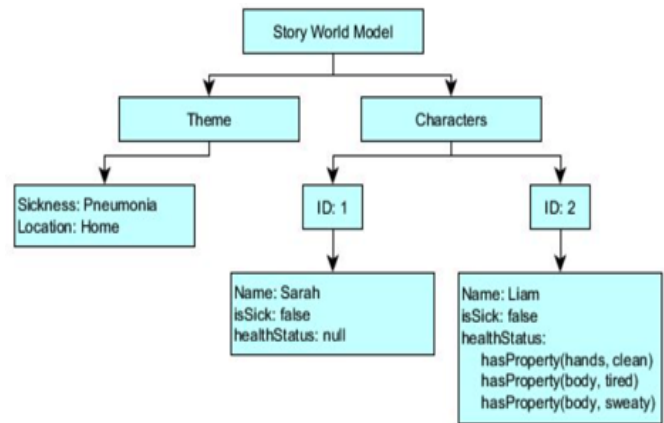 Story World Model
Theme
Characters
Sickness: Pneumonia
Location: Home
ID: 1
ID: 2
Name: Sarah
isSick: false
healthStatus: null
Name: Liam
isSick: false
healthStatus:
hasProperty(hands, clean)
hasProperty(body, tired)
hasProperty(body, sweaty)